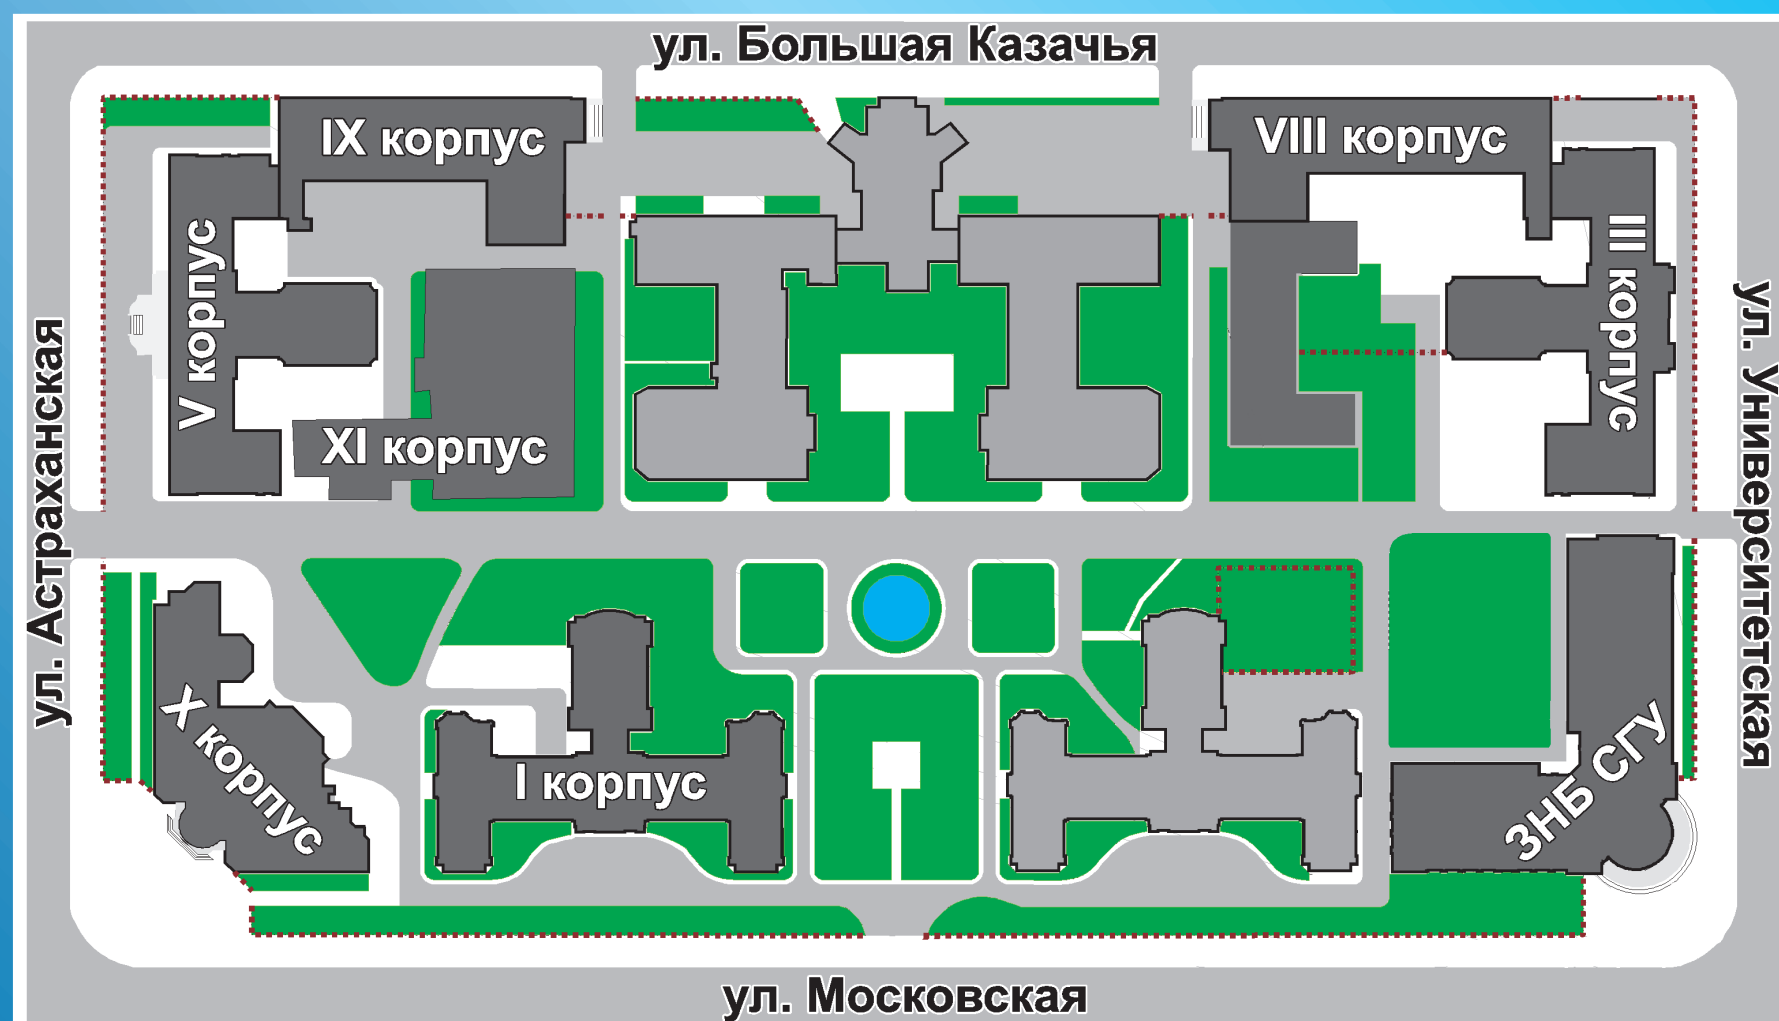 ул. Большая Казачья
IX корпус
VIII корпус
V корпус
III корпус
XI корпус
ул. Астраханская
ул. Университетская
X корпус
I корпус
ЗНБ СГУ
ул. Московская